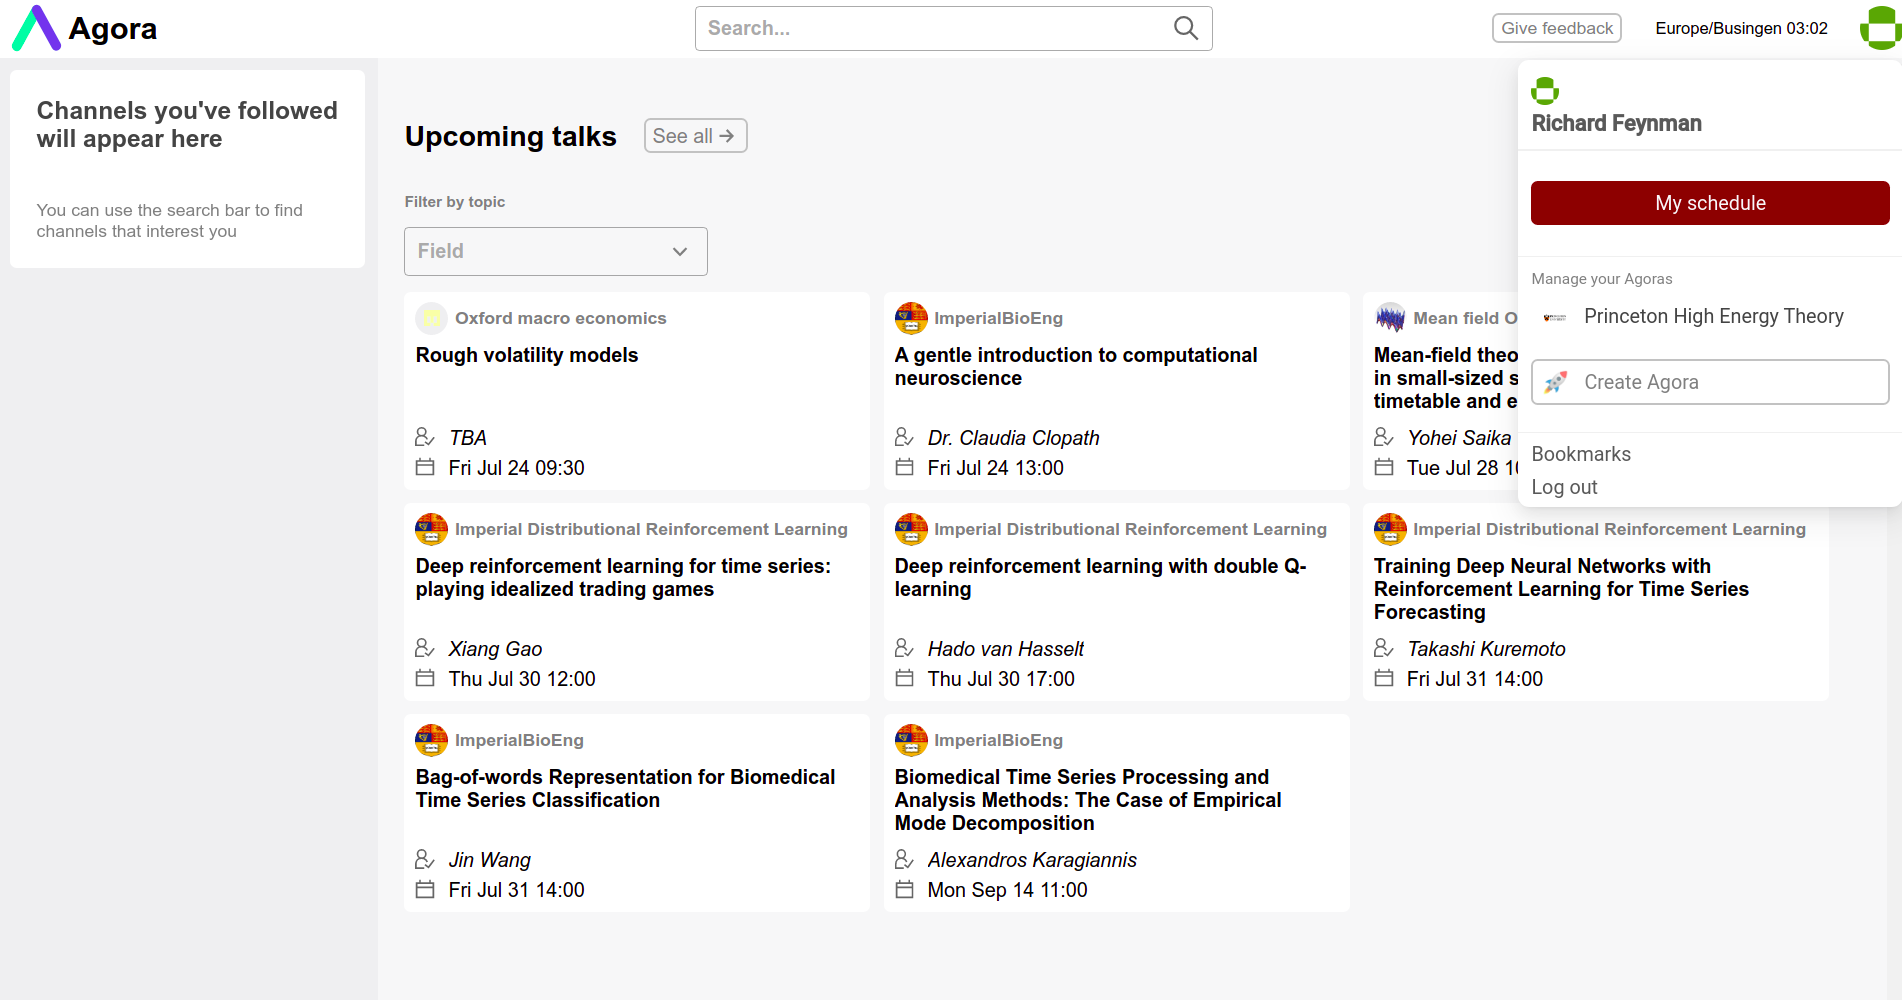 Agora
Search...
Give feedback
Europe/Busingen 03:02
Channels you've followed
will appear here
You can use the search bar to find
channels that interest you
Upcoming talks
See all
Filter by topic
Field
Oxford macro economics
Rough volatility models
TBA
Fri Jul 24 09:30
ImperialBioEng
A gentle introduction to computational
neuroscience
Dr. Claudia Clopath
Fri Jul 24 13:00
Mean field
Mean-field
in small-sized
timetable and
Yohei Saika
Tue Jul 28
Richard Feynman
My schedule
Manage your Agoras
Princeton High Energy Theory
Create Agora
Bookmarks
Log out
Imperial Distributional Reinforcement Learning
Deep reinforcement learning for time series:
playing idealized trading games
Xiang Gao
Thu Jul 30 12:00
Imperial Distributional Reinforcement Learning
Deep reinforcement learning with double Q-
learning
Hado van Hasselt
Thu Jul 30 17:00
Imperial Distributional Reinforcement Learning
Training Deep Neural Networks with
Reinforcement Learning for Time Series
Forecasting
Takashi Kuremoto
Fri Jul 31 14:00
ImperialBioEng
Bag-of-words Representation for Biomedical
Time Series Classification
Jin Wang
Fri Jul 31 14:00
ImperialBioEng
Biomedical Time Series Processing and
Analysis Methods: The Case of Empirical
Mode Decomposition
Alexandros Karagiannis
Mon Sep 14 11:00